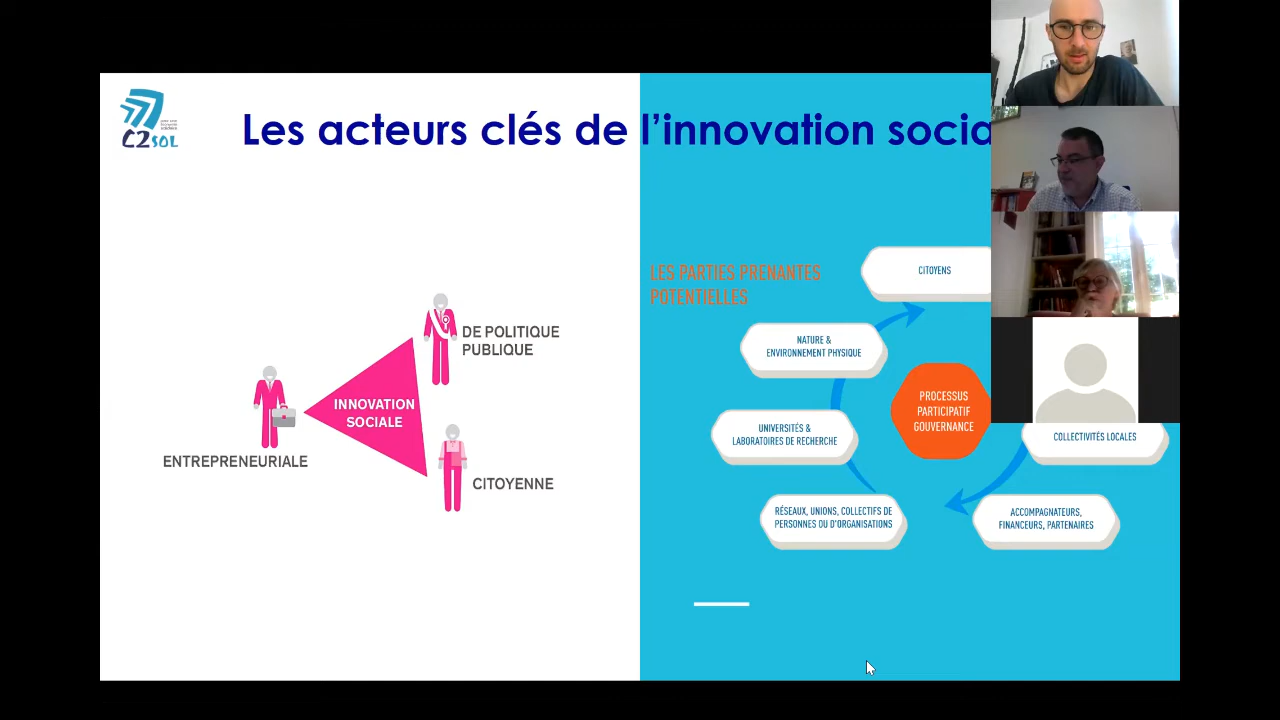 C2SOL
Les acteurs clés de l'innovation socia
DE POLITIQUE
PUBLIQUE
INNOVATION
SOCIALE
ENTREPRENEURIALE
CITOYENNE
LES PARTIES PRENANTES
POTENTIELLES
CITOYENS
NATURE &
ENVIRONNEMENT PHYSIQUE
PROCESSUS
PARTICIPATIF
GOUVERNANCE
UNIVERSITÉS &
LABORATOIRES DE RECHERCHE
COLLECTIVITÉS LOCALES
RÉSEAUX, UNIONS, COLLECTIFS DE
PERSONNES OU D'ORGANISATIONS
ACCOMPAGNATEURS,
FINANCEURS, PARTENAIRES